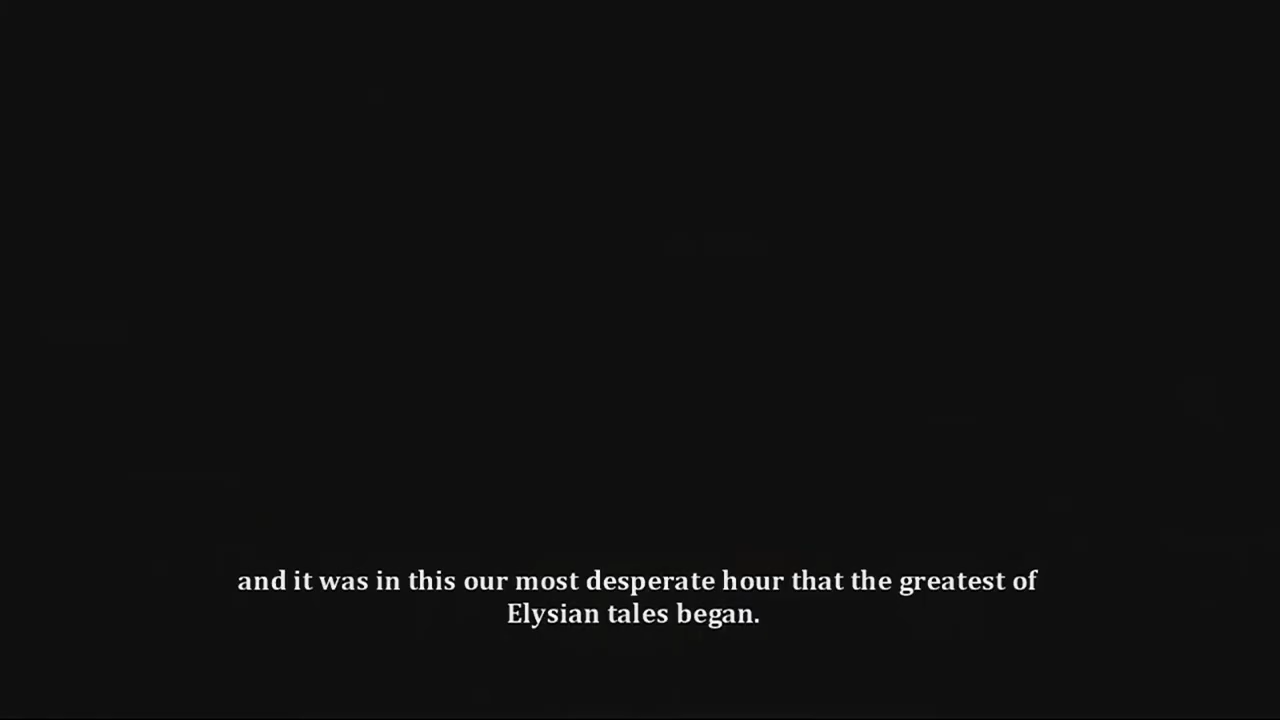 and it was in this our most desperate hour that the greatest of
Elysian tales began.